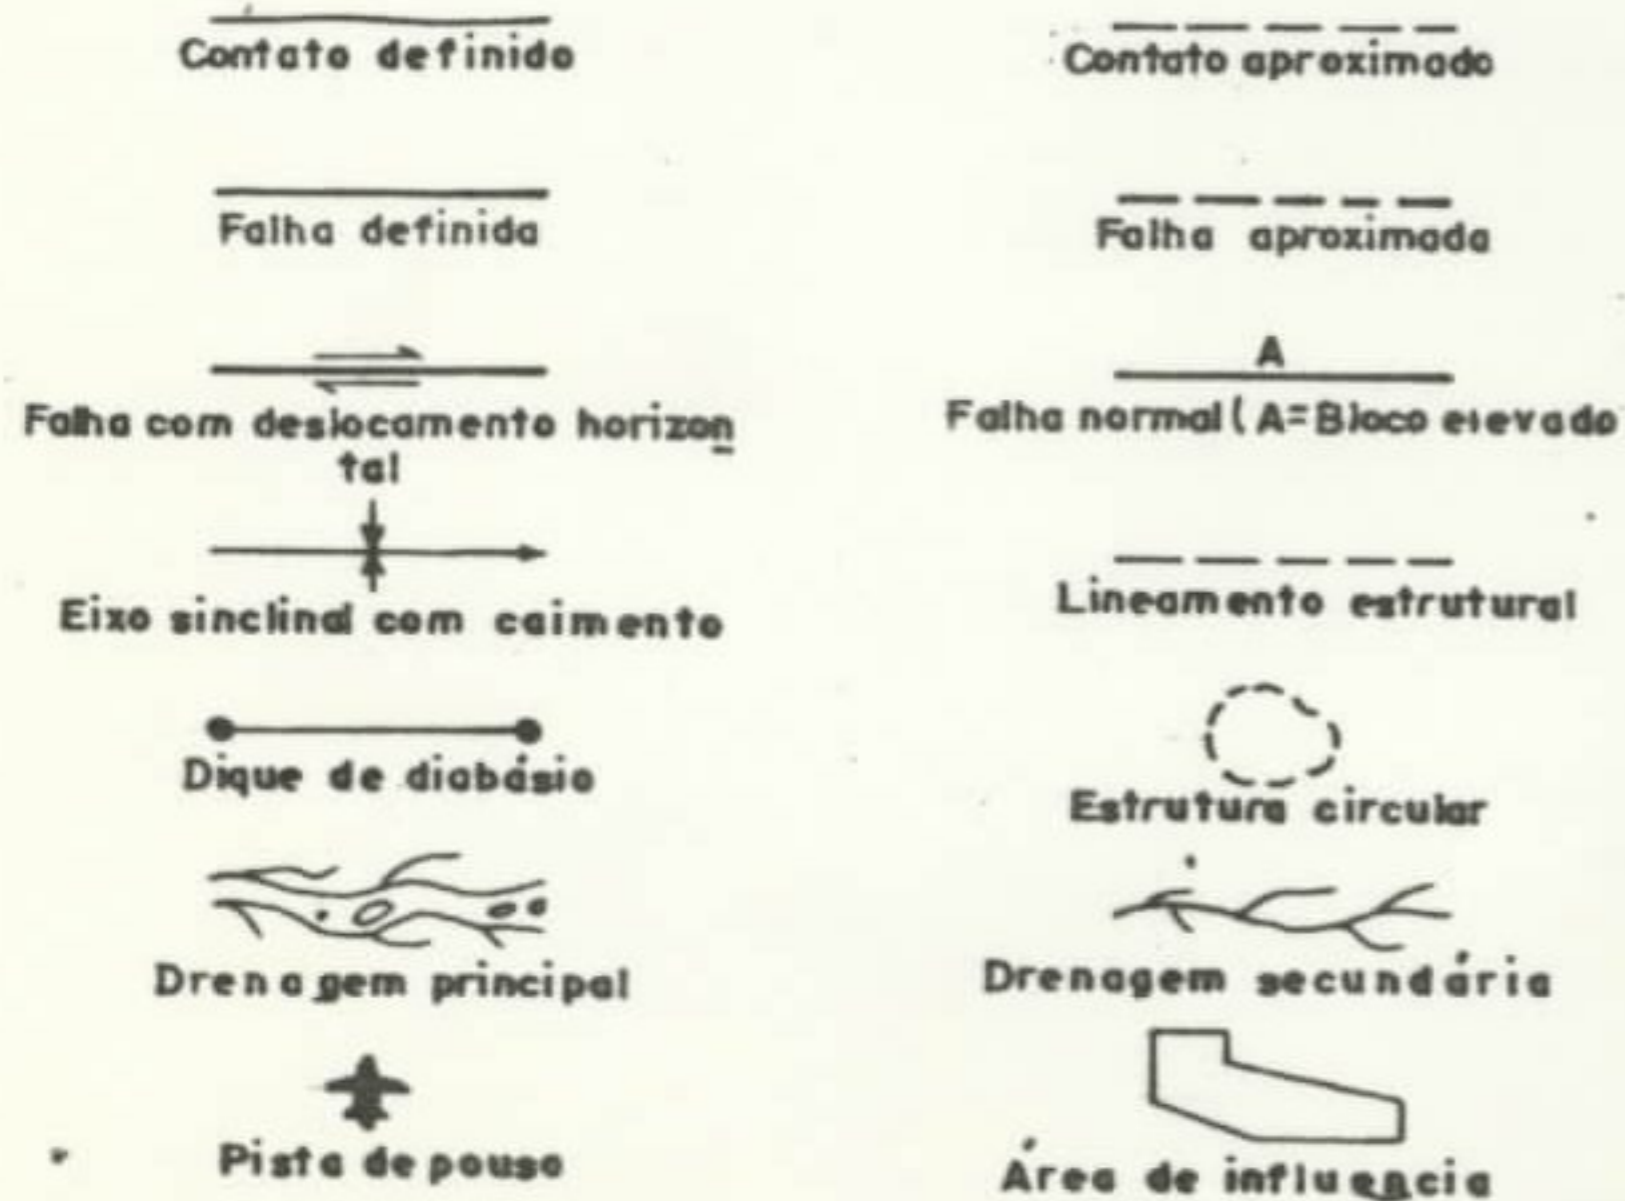 Contato definido
Contato aproximado
Falha definida
Falha aproximada
A
Falha com deslocamento horizon
tal
Falha normal (A=Bloco elevado
Eixo sinclinal com caimento
Lineamento estrutural
Dique de diabásio
Estrutura circular
Drenagem principal
Drenagem secundária
Pista de pouso
Área de influencia